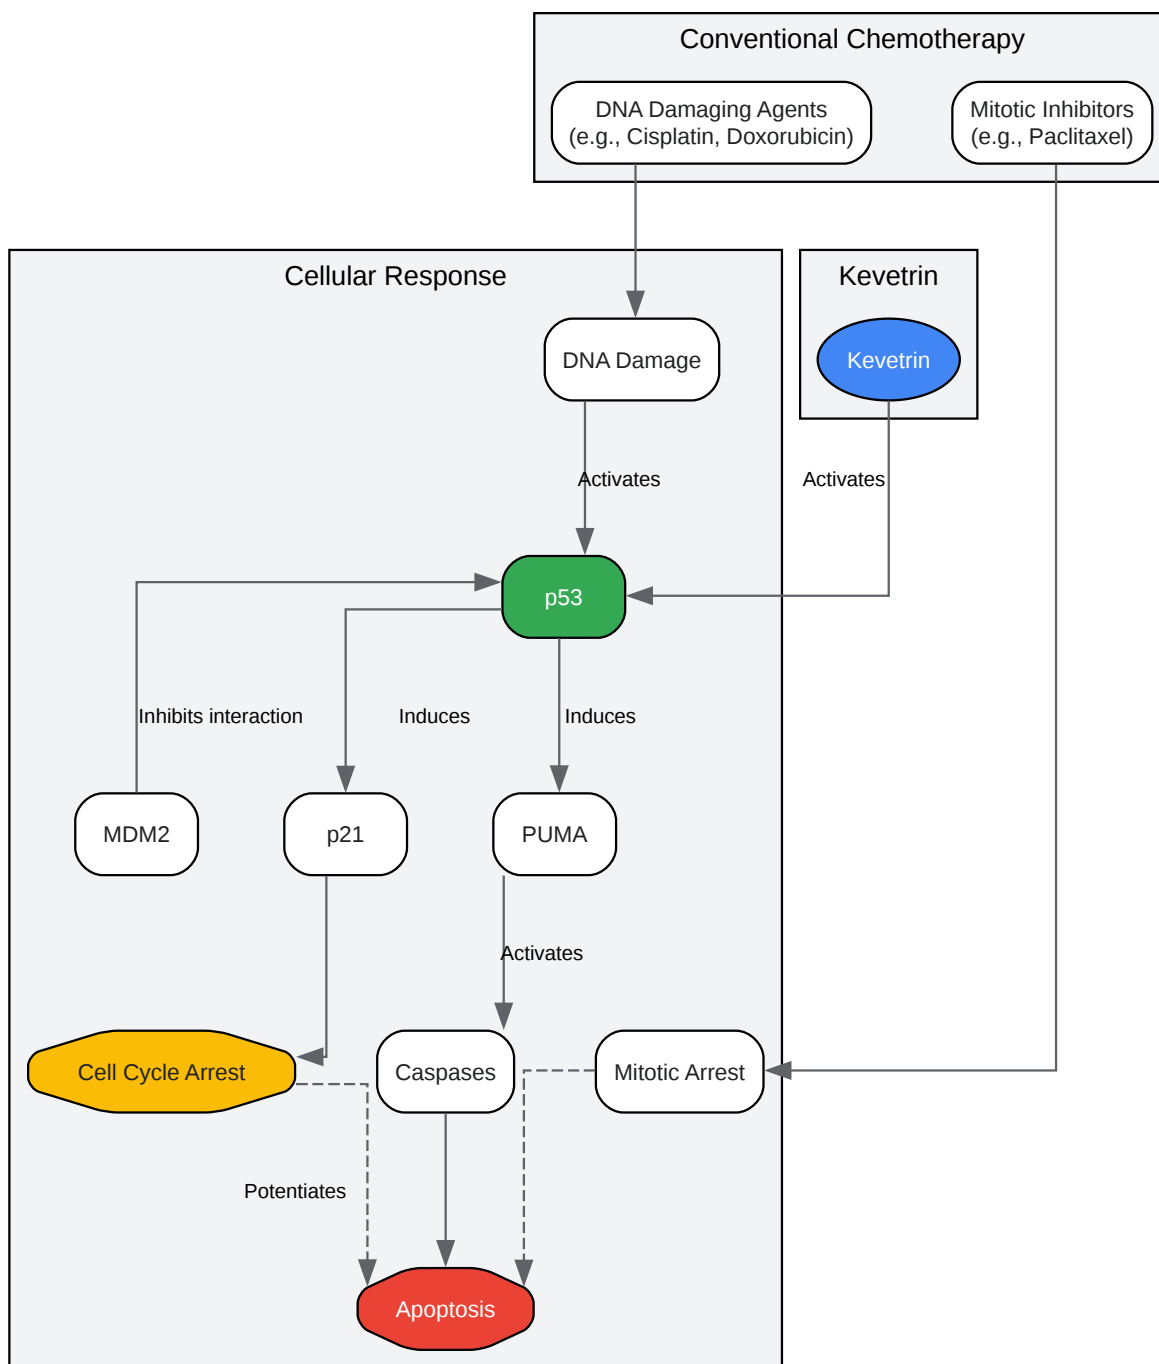 Conventional Chemotherapy
DNA Damaging Agents
(e.g., Cisplatin, Doxorubicin)
Mitotic Inhibitors
(e.g., Paclitaxel)
Cellular Response
Kevetrin
DNA Damage
Kevetrin
Activates
Activates
p53
Inhibits interaction
Induces
Induces
MDM2
p21
PUMA
Activates
Cell Cycle Arrest
Caspases
Mitotic Arrest
Potentiates
Apoptosis